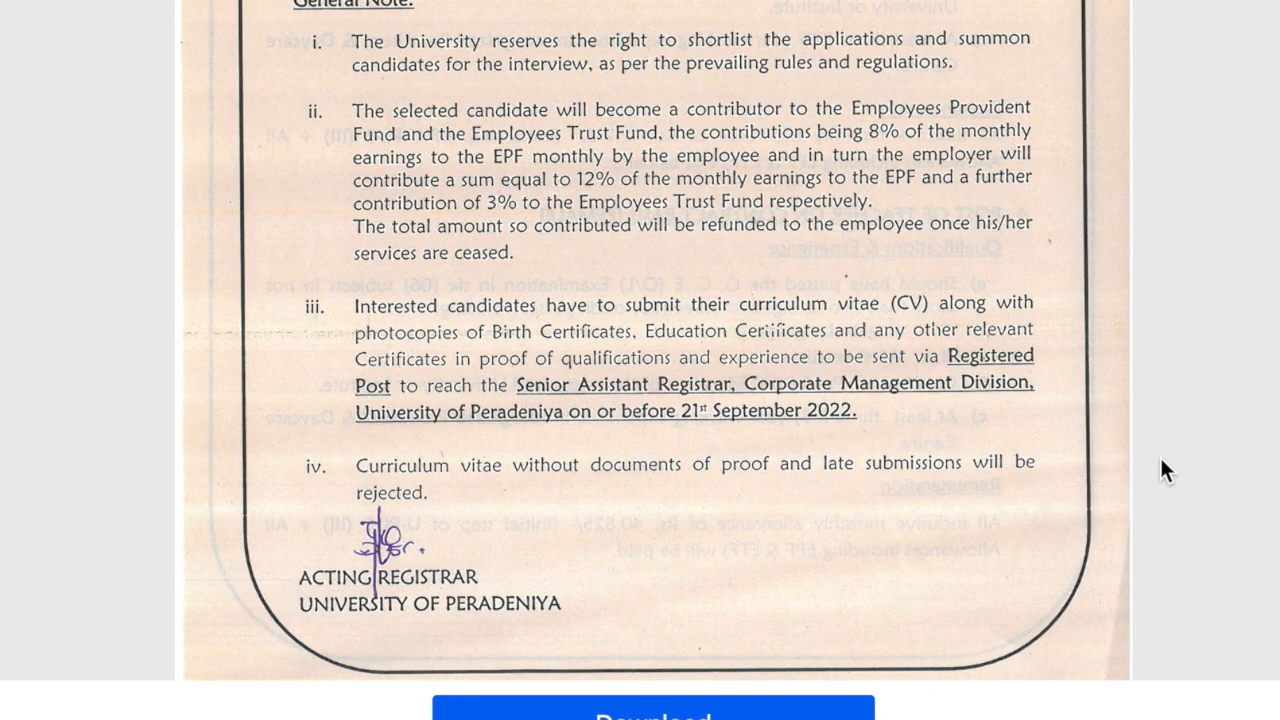 General Note:
i. The University reserves the right to shortlist the applications and summon
candidates for the interview, as per the prevailing rules and regulations.
ii. The selected candidate will become a contributor to the Employees Provident
Fund and the Employees Trust Fund, the contributions being 8% of the monthly
earnings to the EPF monthly by the employee and in turn the employer will
contribute a sum equal to 12% of the monthly earnings to the EPF and a further
contribution of 3% to the Employees Trust Fund respectively.
The total amount so contributed will be refunded to the employee once his/her
services are ceased.
iii. Interested candidates have to submit their curriculum vitae (CV) along with
photocopies of Birth Certificates, Education Certificates and any other relevant
Certificates in proof of qualifications and experience to be sent via Registered
Post to reach the Senior Assistant Registrar, Corporate Management Division,
University of Peradeniya on or before 21st September 2022.
iv. Curriculum vitae without documents of proof and late submissions will be
rejected.
ACTING REGISTRAR
UNIVERSITY OF PERADENIYA
Download